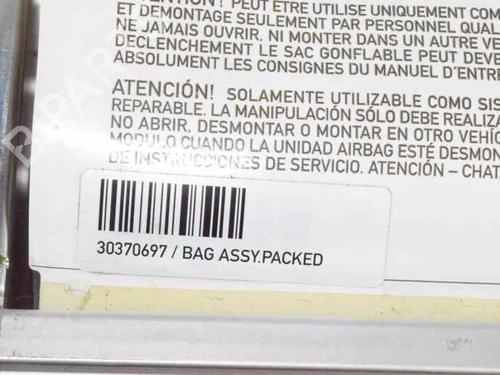 ATTENTION! PEUT ÊTRE UTILISE UNIQUEMENT COM
ET DEMONTAGE SEULEMENT PAR PERSONNEL QUAL
NE JAMAIS OUVRIR. NI MONTER DANS UN AUTRE VE
DECLENCHEMENT LE SAC GONFLABLE PEUT DEVE
ABSOLUMENT LES CONSIGNES DU MANUEL D'ENTRE
ATENCIÓN! SOLAMENTE UTILIZABLE COMO SIS
REPARABLE. LA MANIPULACIÓN SÓLO DEBE REALIZA
NO ABRIR, DESMONTAR O MONTAR EN OTRO VEHÍC
MODULO CUANDO LA UNIDAD AIRBAG ESTÉ DESMON
DE INSTRUCCIONES DE SERVICIO. ATENCIÓN – CHAT
30370697 / BAG ASSY.PACKED